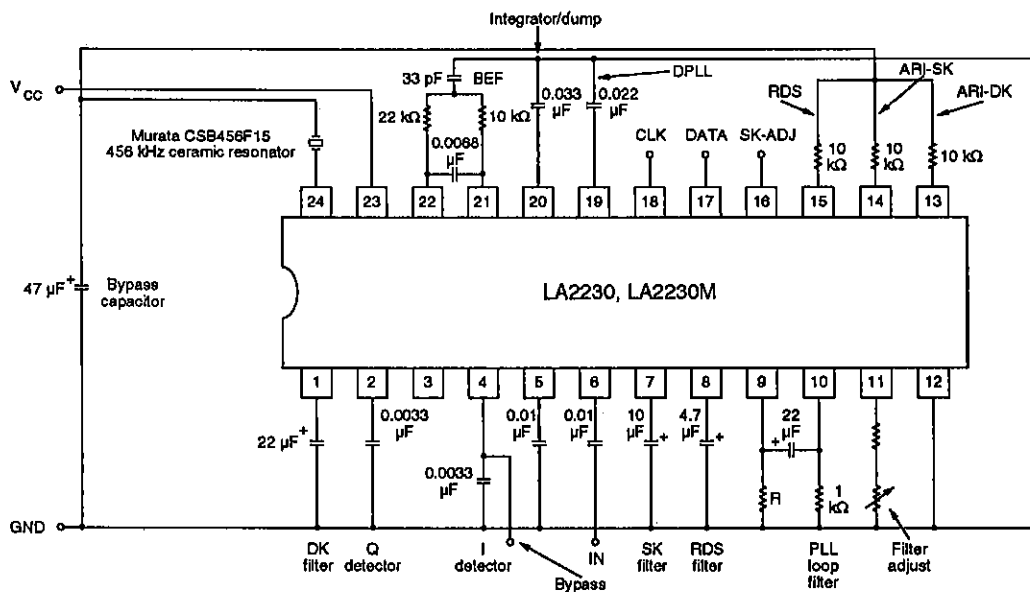 Integrator/dump
33 pF
BEF
DPLL
ARI-SK
VCC
0.033
µF
0.022
µF
RDS
ARI-DK
22 kΩ
10 kΩ
Murata CSB456F15
456 kHz ceramic resonator
0.0068
µF
CLK
DATA
SK-ADJ
10
kΩ
10
kΩ
10 kΩ
24
23
22
21
20
19
18
17
16
15
14
13
47 µF
+
Bypass
capacitor
LA2230, LA2230M
1
2
3
4
5
6
7
8
9
10
11
12
22 µF
+
0.0033
µF
0.01
µF
0.01
µF
10
µF
+
4.7
µF
+
22
µF
+
0.0033
µF
R
1
kΩ
GND
DK
filter
Q
detector
I
detector
Bypass
IN
SK
filter
RDS
filter
PLL
loop
filter
Filter
adjust